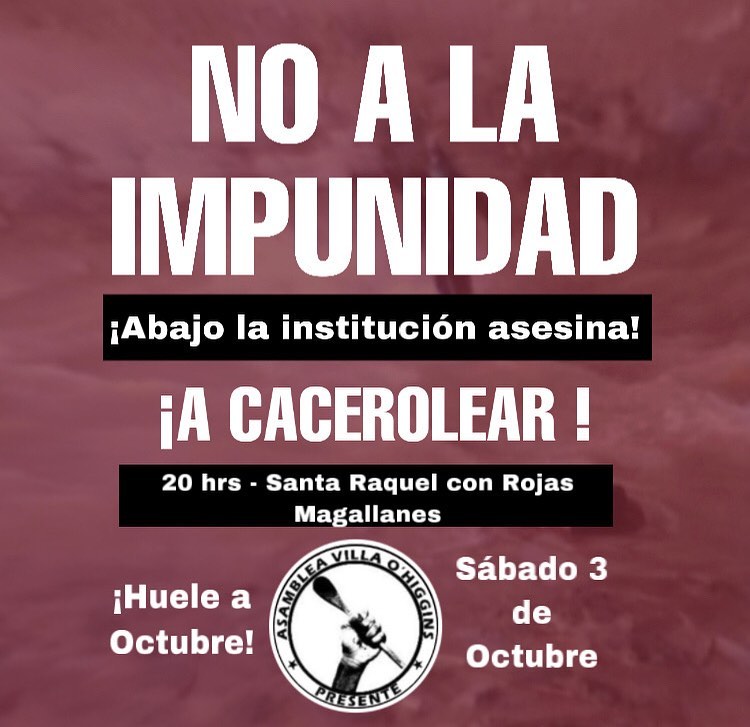 NO A LA
IMPUNIDAD
¡Abajo la institución asesina!
¡A CACEROLEAR !
20 hrs - Santa Raquel con Rojas
Magallanes
¡Huele a
Octubre!
ASAMBLEA VILLA O'HIGGINS
PRESENTE
Sábado 3
de
Octubre